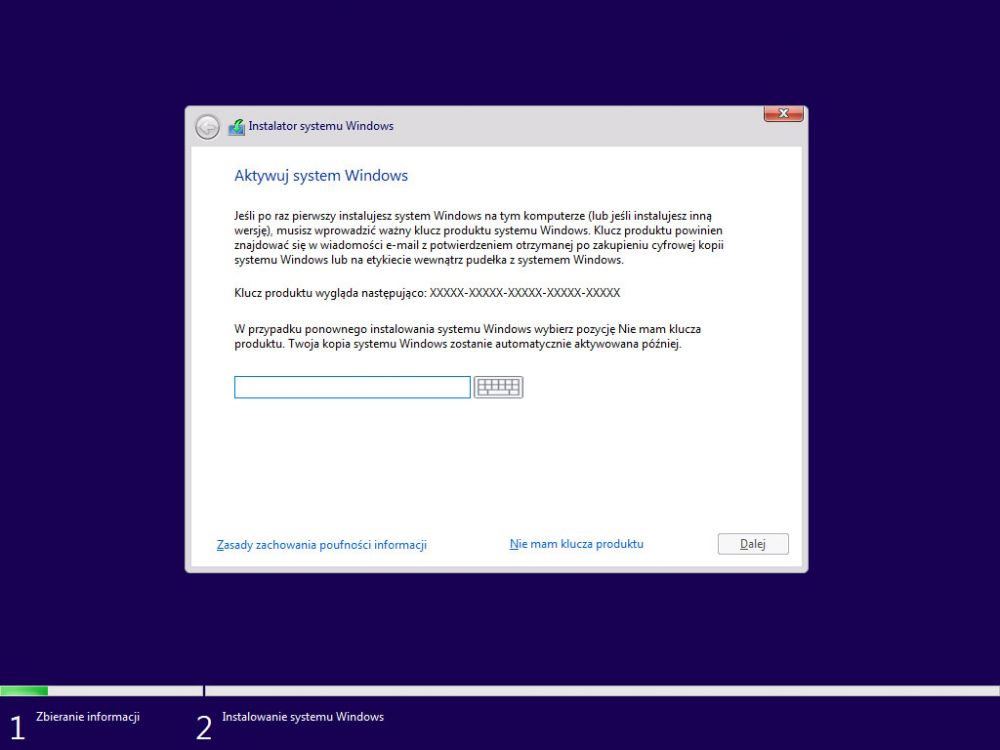 Instalator systemu Windows
Aktywuj system Windows
Jeśli po raz pierwszy instalujesz system Windows na tym komputerze (lub jeśli instalujesz inną
wersję), musisz wprowadzić ważny klucz produktu systemu Windows. Klucz produktu powinien
znajdować się w wiadomości e-mail z potwierdzeniem otrzymanej po zakupieniu cyfrowej kopii
systemu Windows lub na etykiecie wewnątrz pudełka z systemem Windows.
Klucz produktu wygląda następująco: XXXXX-XXXXX-XXXXX-XXXXX-XXXXX
W przypadku ponownego instalowania systemu Windows wybierz pozycję Nie mam klucza
produktu. Twoja kopia systemu Windows zostanie automatycznie aktywowana później.
Zasady zachowania poufności informacji
Nie mam klucza produktu
Dalej
1 Zbieranie informacji
2 Instalowanie systemu Windows